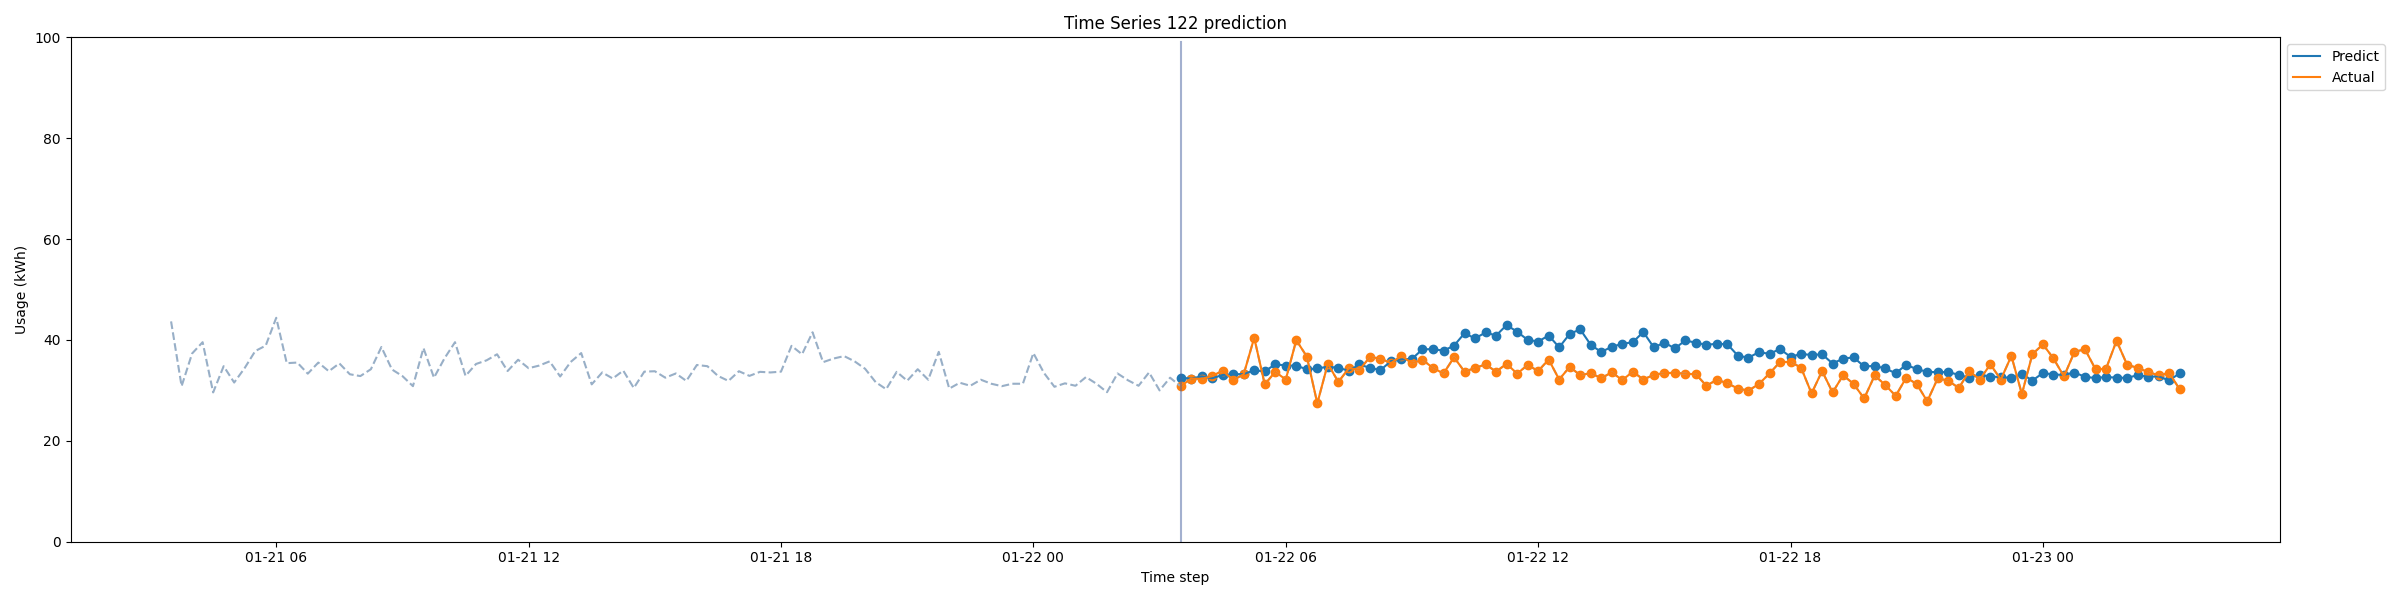 Time Series 122 prediction
Predict
Actual
Usage (kWh)
100
80
60
40
20
0
01-21 06
01-21 12
01-21 18
01-22 00
01-22 06
01-22 12
01-22 18
01-23 00
Time step